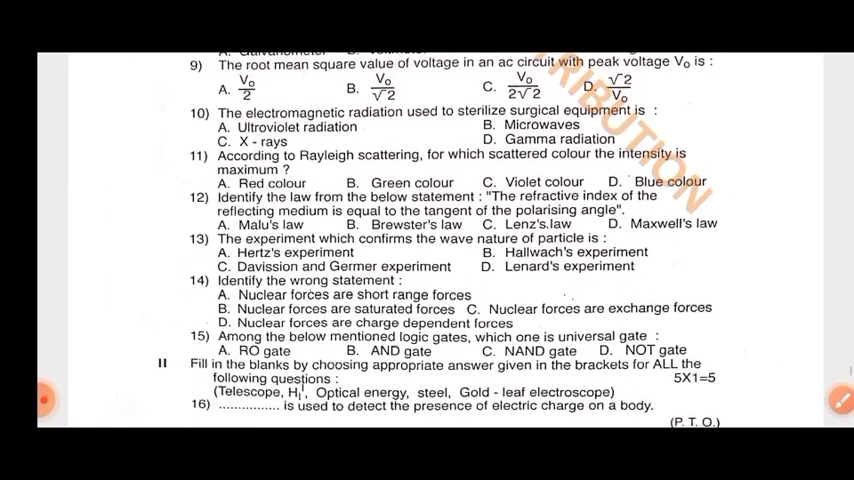 A. Galvanometer
9) The root mean square value of voltage in an ac circuit with peak voltage Vo is :
A. Vo/2 B. Vo/√2 C. Vo/2√2 D. √2/Vo
10) The electromagnetic radiation used to sterilize surgical equipment is :
A. Ultroviolet radiation B. Microwaves
C. X - rays D. Gamma radiation
11) According to Rayleigh scattering, for which scattered colour the intensity is
maximum ?
A. Red colour B. Green colour C. Violet colour D. Blue colour
12) Identify the law from the below statement : "The refractive index of the
reflecting medium is equal to the tangent of the polarising angle".
A. Malu's law B. Brewster's law C. Lenz's.law D. Maxwell's law
13) The experiment which confirms the wave nature of particle is :
A. Hertz's experiment B. Hallwach's experiment
C. Davission and Germer experiment D. Lenard's experiment
14) Identify the wrong statement :
A. Nuclear forces are short range forces
B. Nuclear forces are saturated forces C. Nuclear forces are exchange forces
D. Nuclear forces are charge dependent forces
15) Among the below mentioned logic gates, which one is universal gate :
A. RO gate B. AND gate C. NAND gate D. NOT gate
II Fill in the blanks by choosing appropriate answer given in the brackets for ALL the
following questions : 5X1=5
(Telescope, H₁¹, Optical energy, steel, Gold - leaf electroscope)
16) ................ is used to detect the presence of electric charge on a body.
(P. T. O.)
TRIBUTION